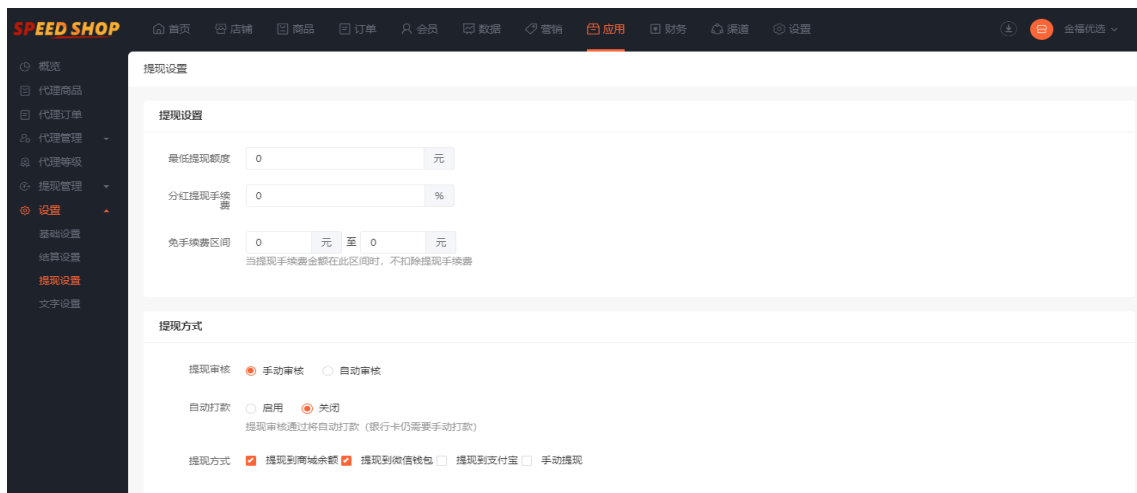 SPEED SHOP
首页 店铺 商品 订单 会员 数据 营销 应用 财务 渠道 设置
金福优选
概览
代理商品
代理订单
代理管理
代理等级
提现管理
设置
基础设置
结算设置
提现设置
文字设置
提现设置
提现设置
最低提现额度 0 元
分红提现手续费 0 %
免手续费区间 0 元 至 0 元
当提现手续费金额在此区间时，不扣除提现手续费
提现方式
提现审核 手动审核 自动审核
自动打款 启用 关闭
提现审核通过将自动打款（银行卡仍需要手动打款）
提现方式 提现到商城余额 提现到微信钱包 提现到支付宝 手动提现